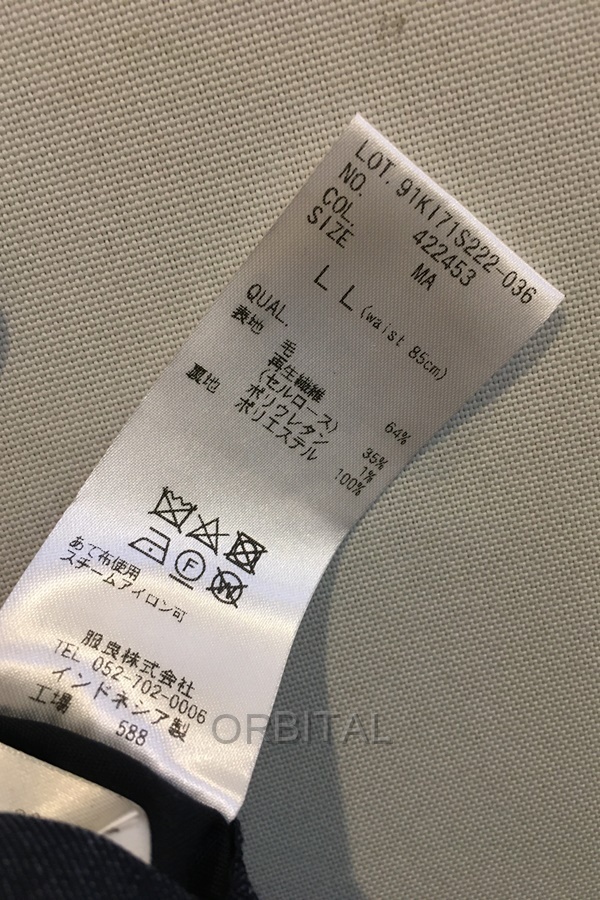 LOT. 91KI71S222-036
NO. 422453
COL. MA
SIZE LL (waist 85cm)
QUAL.
表地 毛 64%
再生繊維
(セルロース) 35%
ポリウレタン 1%
裏地 ポリエステル 100%
F
W
あて布使用
スチームアイロン可
服良株式会社
TEL 052-702-0006
インドネシア製
工場 588
ORBITAL